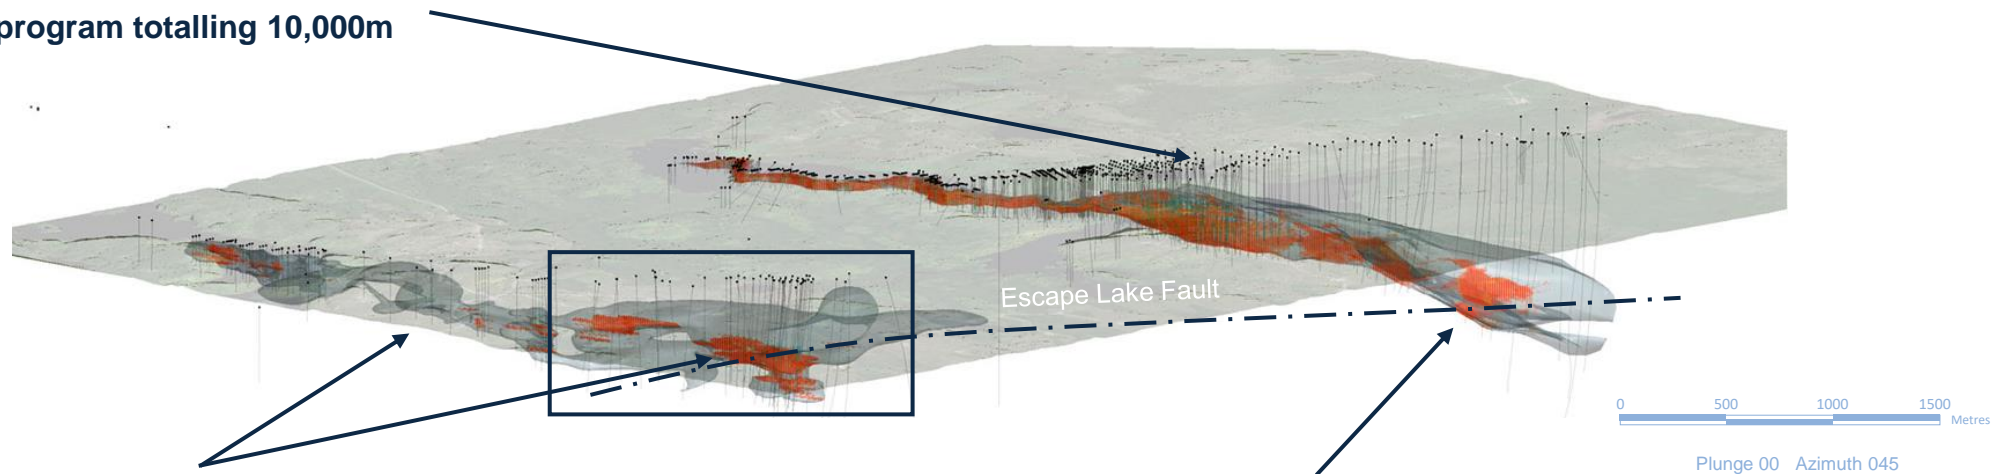 program totalling 10,000m
Escape Lake Fault
0 500 1000 1500
Metres
Plunge 00 Azimuth 045